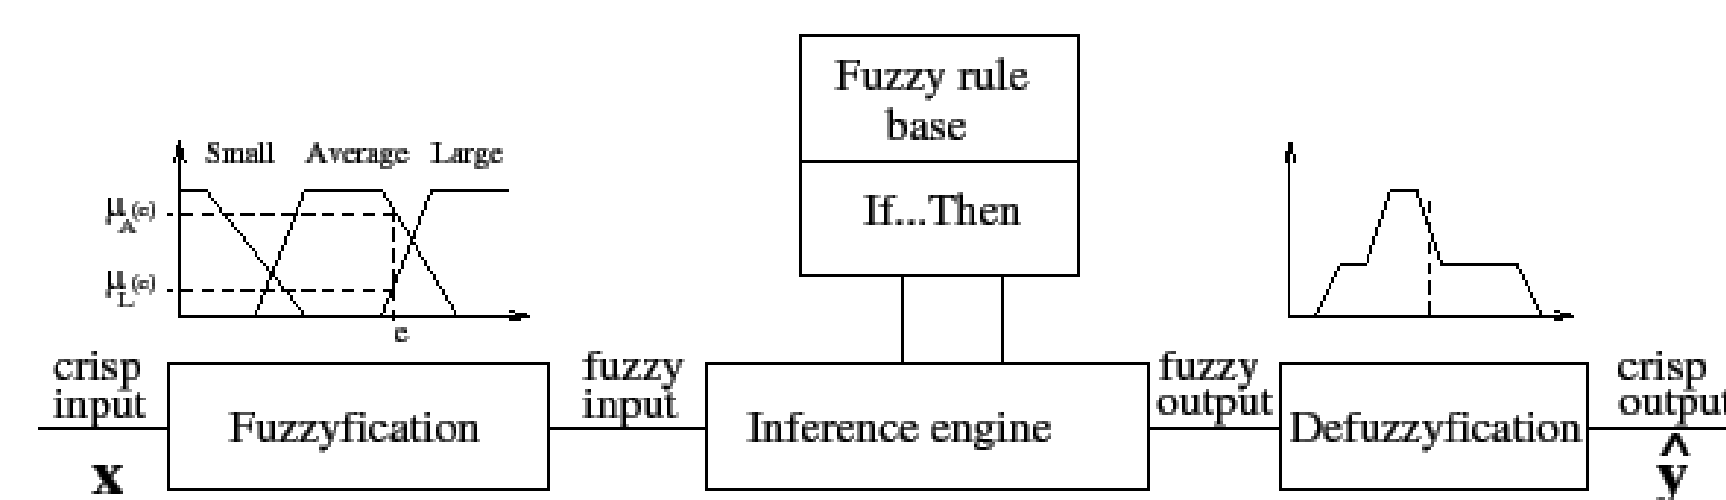 Fuzzy rule
base
If...Then
Small Average Large
μA(e)
μL(e)
e
crisp
input
x
Fuzzyfication
fuzzy
input
Inference engine
fuzzy
output
Defuzzyfication
crisp
output
ŷ